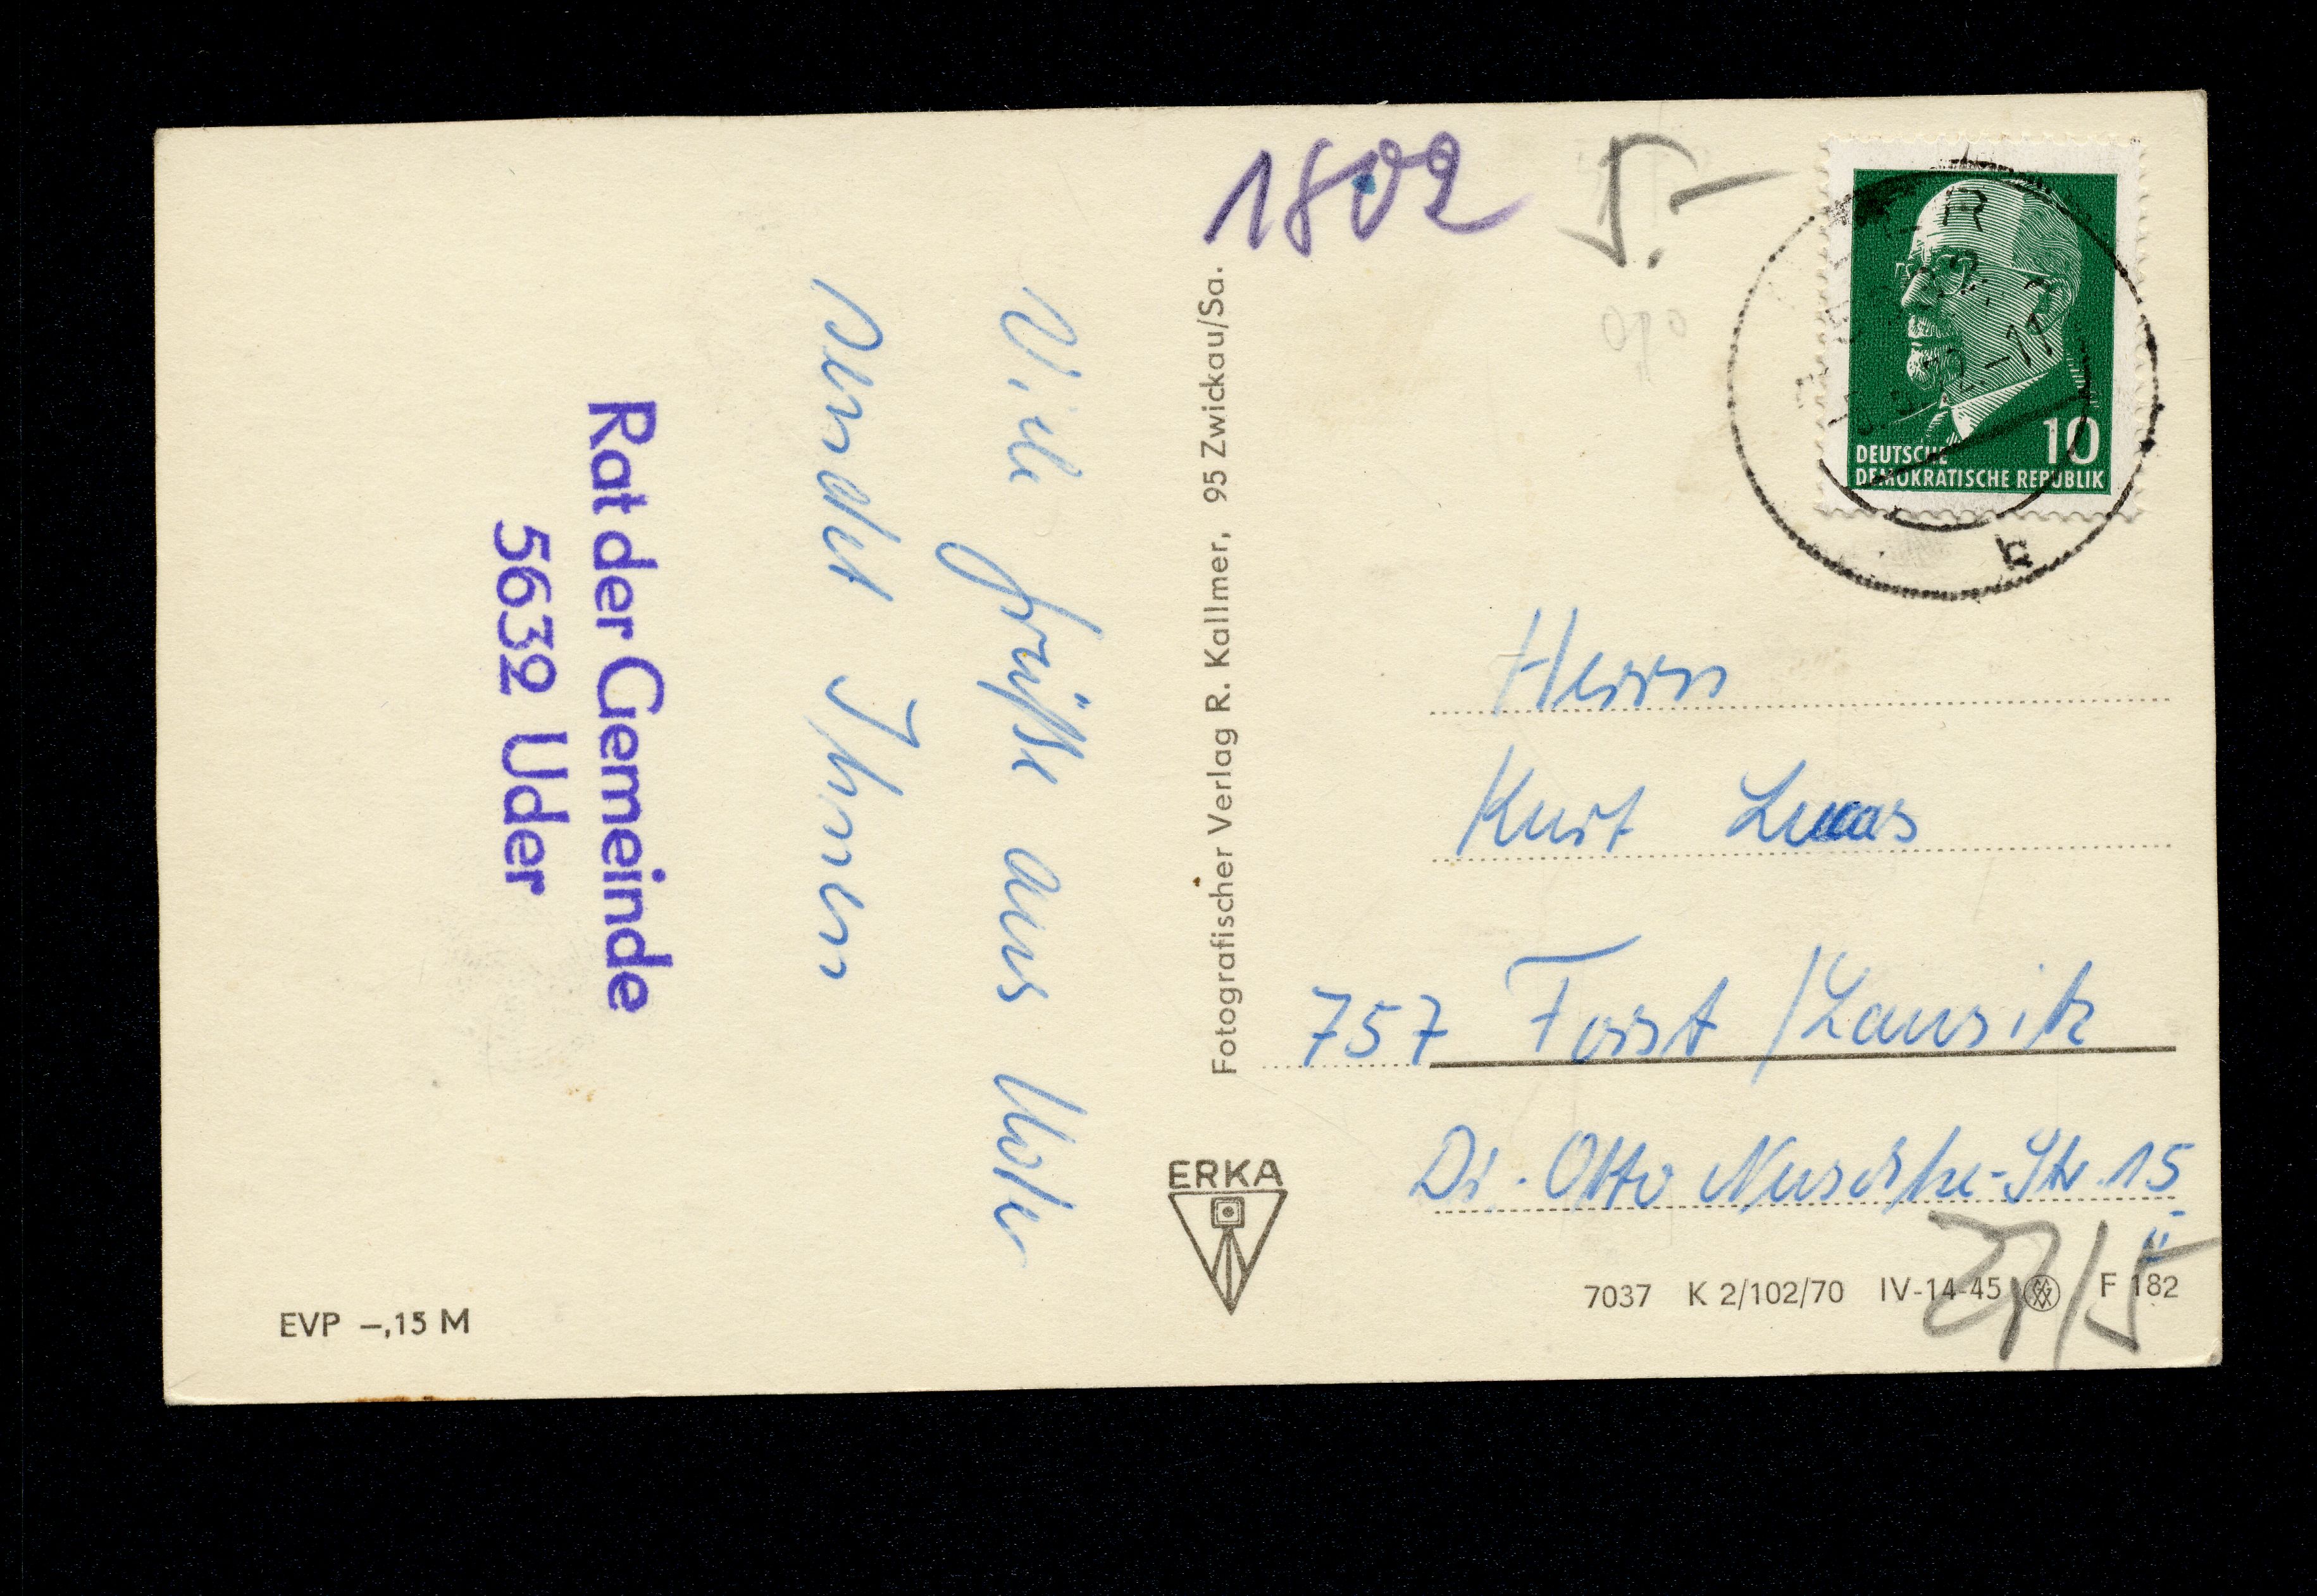 Viele Grüße aus Uder
sendet Ihnen
Rat der Gemeinde
5632 Uder
EVP –,15 M
Fotografischer Verlag R. Kallmer, 95 Zwickau/Sa.
ERKA
1802
5.-
10
DEUTSCHE
DEMOKRATISCHE REPUBLIK
Herrn
Kurt Lucas
757 Forst /Lausitz
Dr. Otto Nuschke-Str. 15
7037 K 2/102/70 IV-14-45 F 182